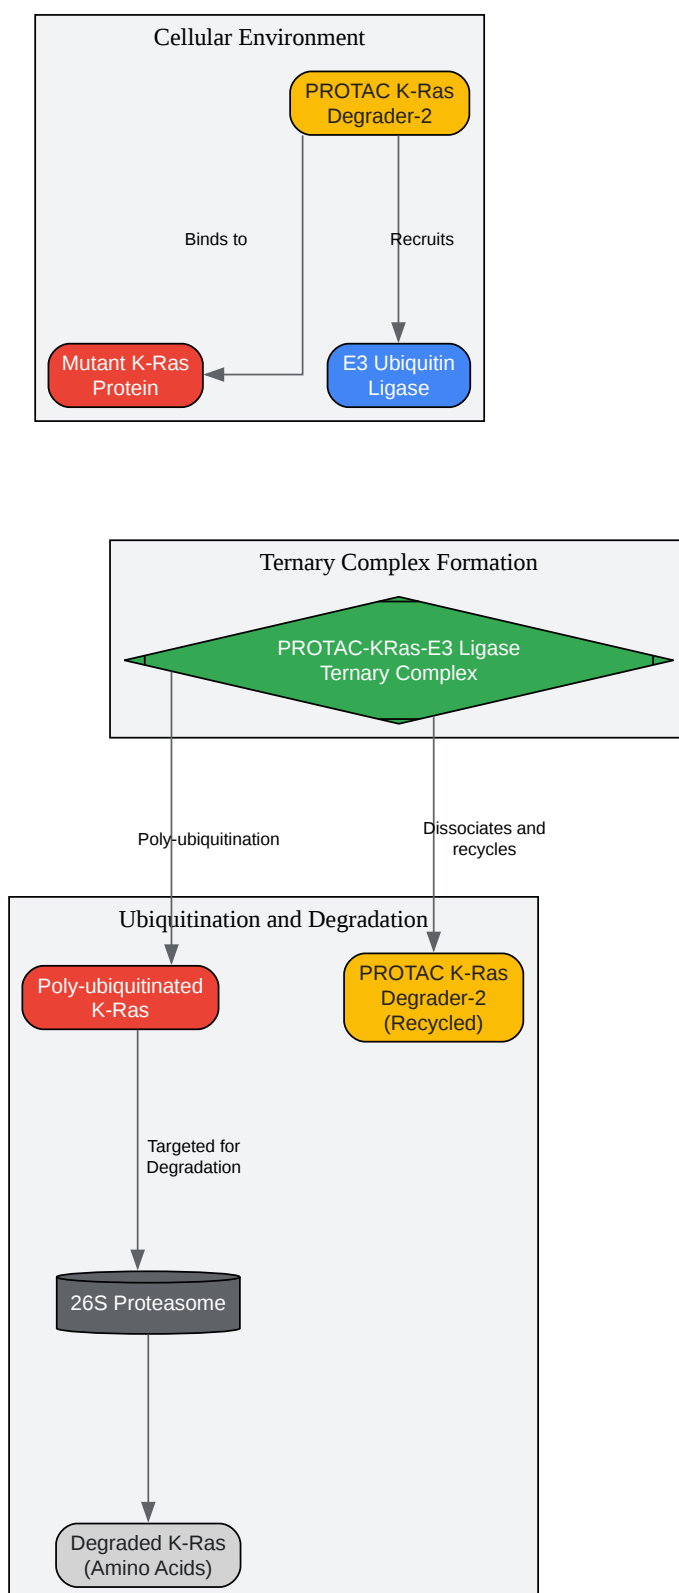 Cellular Environment
PROTAC K-Ras
Degrader-2
Binds to
Recruits
Mutant K-Ras
Protein
E3 Ubiquitin
Ligase
Ternary Complex Formation
PROTAC-KRas-E3 Ligase
Ternary Complex
Poly-ubiquitination
Dissociates and
recycles
Ubiquitination and Degradation
Poly-ubiquitinated
K-Ras
PROTAC K-Ras
Degrader-2
(Recycled)
Targeted for
Degradation
26S Proteasome
Degraded K-Ras
(Amino Acids)